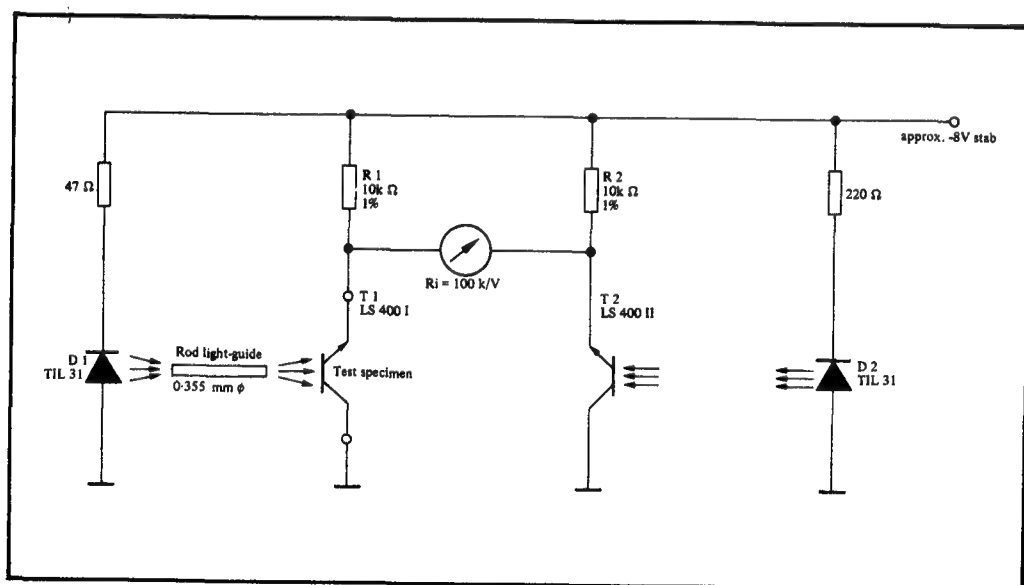 approx. -8V stab
47 Ω
R 1
10k Ω
1%
R 2
10k Ω
1%
220 Ω
Ri = 100 k/V
T 1
LS 400 I
T 2
LS 400 II
D 1
TIL 31
Rod light-guide
0·355 mm ϕ
Test specimen
D 2
TIL 31